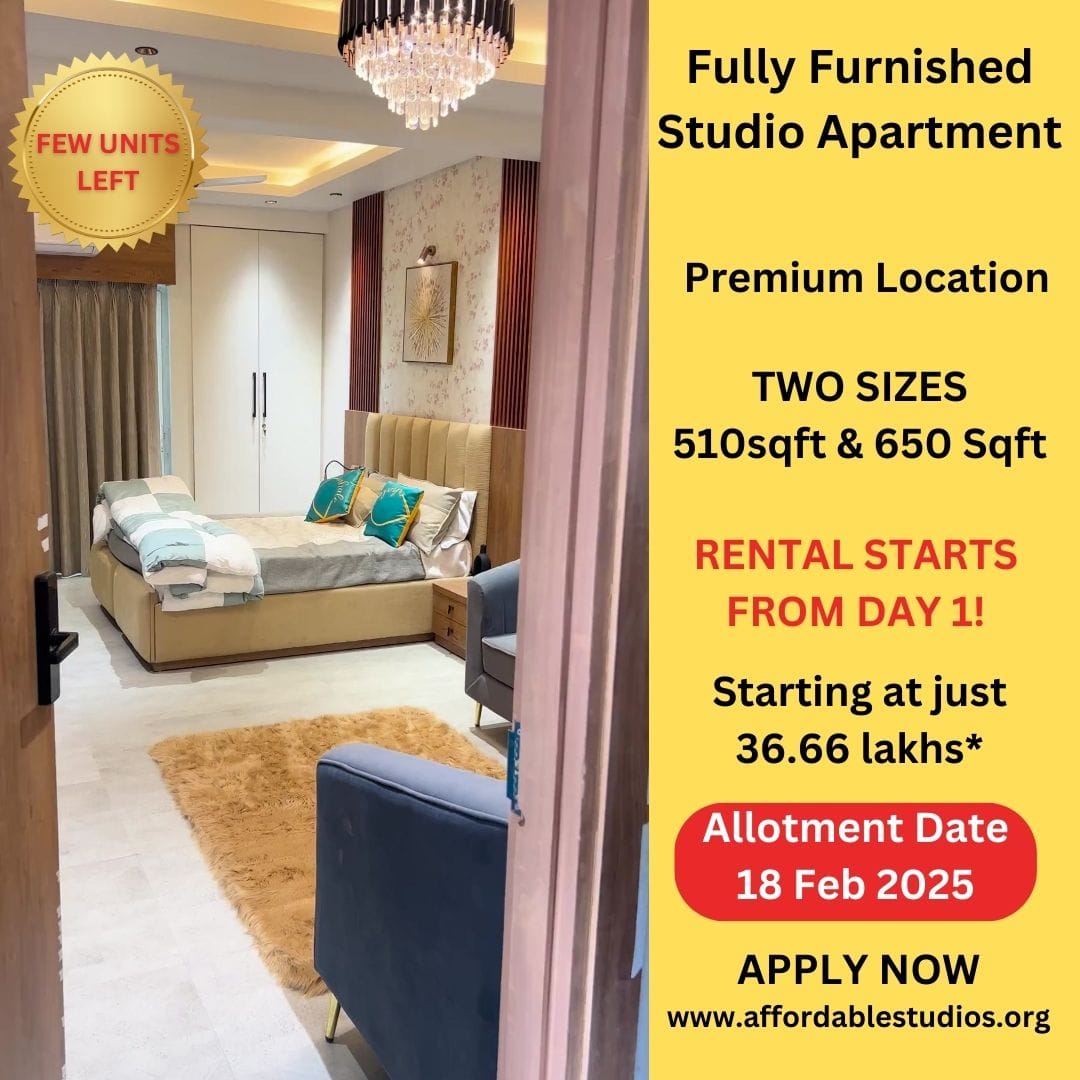 FEW UNITS
LEFT
Fully Furnished
Studio Apartment
Premium Location
TWO SIZES
510sqft & 650 Sqft
RENTAL STARTS
FROM DAY 1!
Starting at just
36.66 lakhs*
Allotment Date
18 Feb 2025
APPLY NOW
www.affordablestudios.org